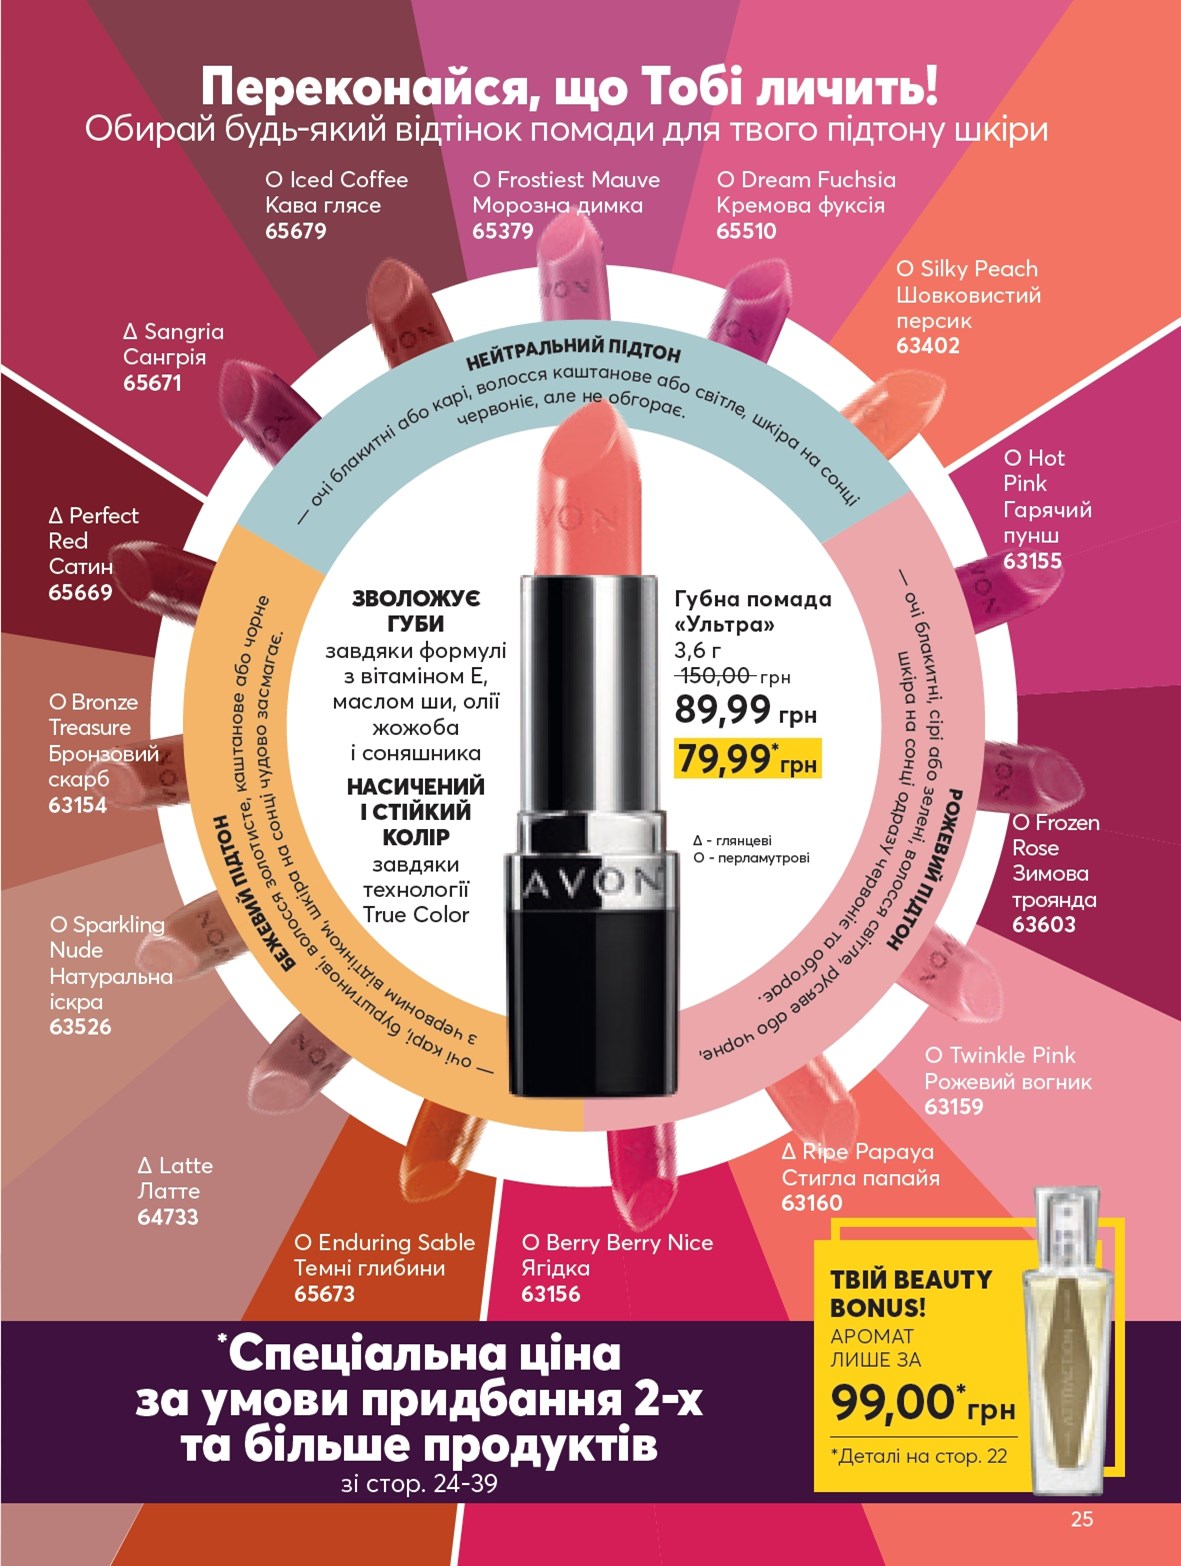 Переконайся, що Тобі личить!
Обирай будь-який відтінок помади для твого підтону шкіри
O Iced Coffee
Кава глясе
65679
O Frostiest Mauve
Морозна димка
65379
O Dream Fuchsia
Кремова фуксія
65510
O Silky Peach
Шовковистий
персик
63402
Δ Sangria
Сангрія
65671
O Hot
Pink
Гарячий
пунш
63155
Δ Perfect
Red
Сатин
65669
НЕЙТРАЛЬНИЙ ПІДТОН
— очі блакитні або карі, волосся каштанове або світле, шкіра на сонці
червоніє, але не обгорає.
ЗВОЛОЖУЄ
ГУБИ
завдяки формулі
з вітаміном Е,
маслом ши, олії
жожоба
і соняшника
НАСИЧЕНИЙ
І СТІЙКИЙ
КОЛІР
завдяки
технології
True Color
Губна помада
«Ультра»
3,6 г
150,00 грн
89,99 грн
79,99* грн
Δ - глянцеві
O - перламутрові
AVON
РОЖЕВИЙ ПІДТОН
— очі блакитні, сірі або зелені, волосся світле, русяве або чорне,
шкіра на сонці одразу червоніє та обгорає.
БЕЖЕВИЙ ПІДТОН
— очі карі, бурштинові, волосся золотисте, каштанове або чорне
з червоним відтінком, шкіра на сонці чудово засмагає.
O Bronze
Treasure
Бронзовий
скарб
63154
O Frozen
Rose
Зимова
троянда
63603
O Sparkling
Nude
Натуральна
іскра
63526
O Twinkle Pink
Рожевий вогник
63159
Δ Latte
Латте
64733
Δ Ripe Papaya
Стигла папайя
63160
O Enduring Sable
Темні глибини
65673
O Berry Berry Nice
Ягідка
63156
*Спеціальна ціна
за умови придбання 2-х
та більше продуктів
зі стор. 24-39
ТВІЙ BEAUTY
BONUS!
АРОМАТ
ЛИШЕ ЗА
99,00* грн
*Деталі на стор. 22
ATTRACTION
25